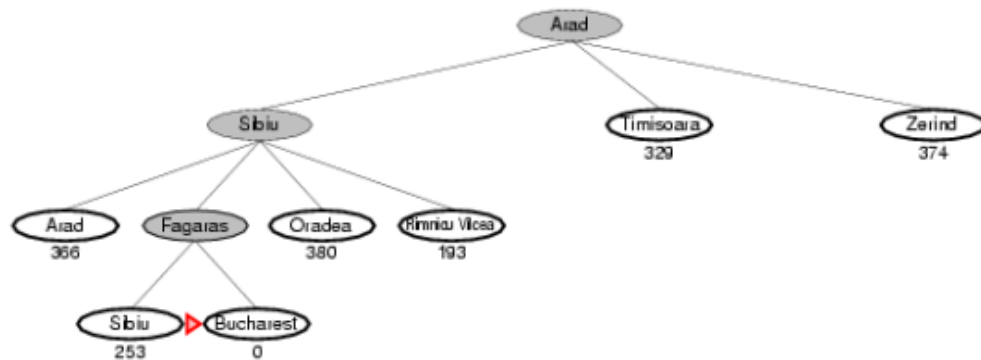 Arad
Sibiu
Timisoara
Zerind
329
374
Arad
Fagaras
Oradea
Rimnicu Vilcea
366
380
193
Sibiu
Bucharest
253
0